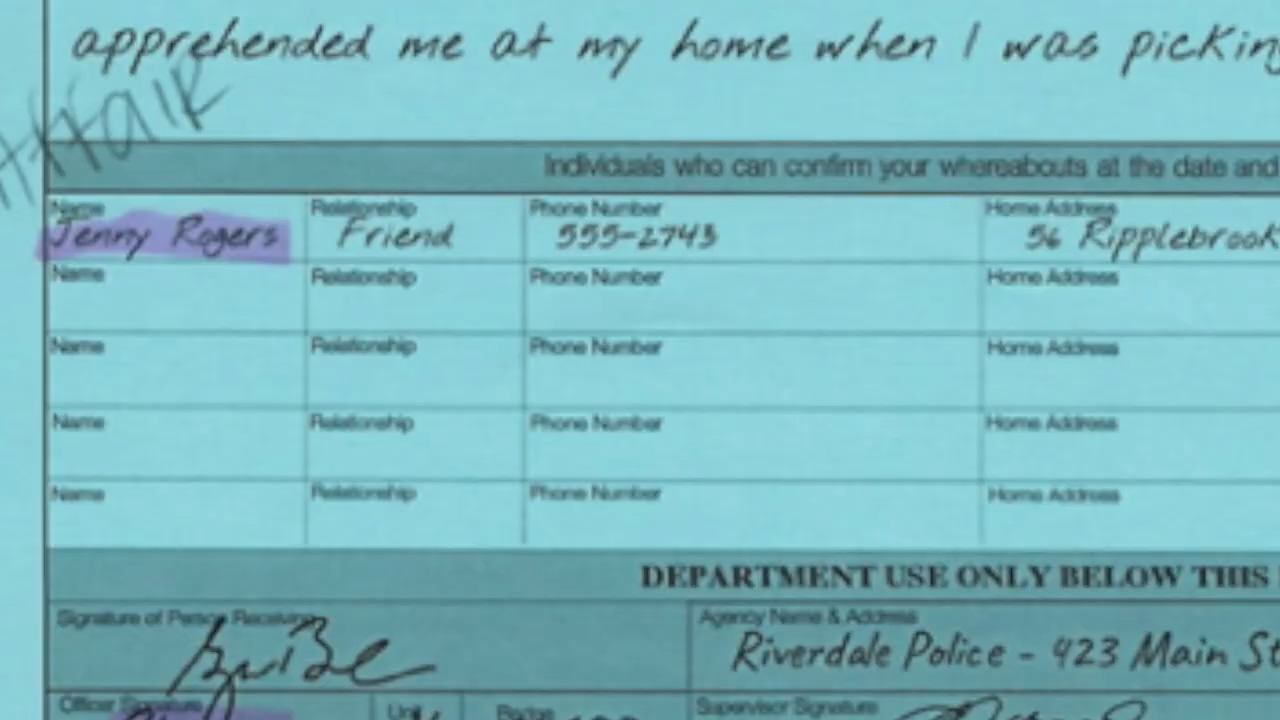 apprehended me at my home when I was picking
Individuals who can confirm your whereabouts at the date and
Name Relationship Phone Number Home Address
Jenny Rogers Friend 555-2743 56 Ripplebrook
Name Relationship Phone Number Home Address
Name Relationship Phone Number Home Address
Name Relationship Phone Number Home Address
Name Relationship Phone Number Home Address
DEPARTMENT USE ONLY BELOW THIS
Signature of Person Receiving Agency Name & Address
Riverdale Police - 423 Main St
Officer Signature Unit Badge Supervisor Signature